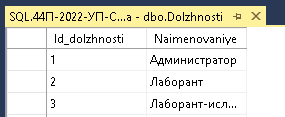 SQL.44П-2022-УП-С...а - dbo.Dolzhnosti
Id_dolzhnosti Naimenovaniye
1 Администратор
2 Лаборант
3 Лаборант-исл...